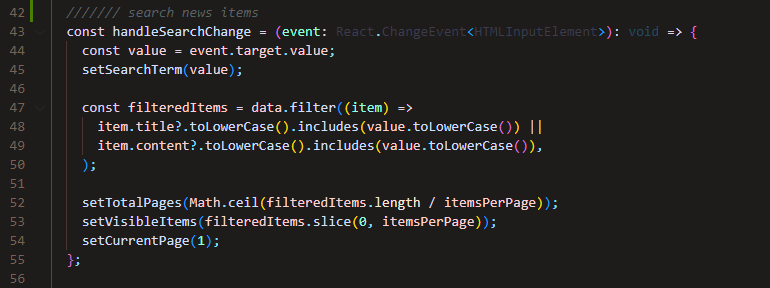 42 /////// search news items
43 const handleSearchChange = (event: React.ChangeEvent<HTMLInputElement>): void => {
44 const value = event.target.value;
45 setSearchTerm(value);
46
47 const filteredItems = data.filter((item) =>
48 item.title?.toLowerCase().includes(value.toLowerCase()) ||
49 item.content?.toLowerCase().includes(value.toLowerCase()),
50 );
51
52 setTotalPages(Math.ceil(filteredItems.length / itemsPerPage));
53 setVisibleItems(filteredItems.slice(0, itemsPerPage));
54 setCurrentPage(1);
55 };
56